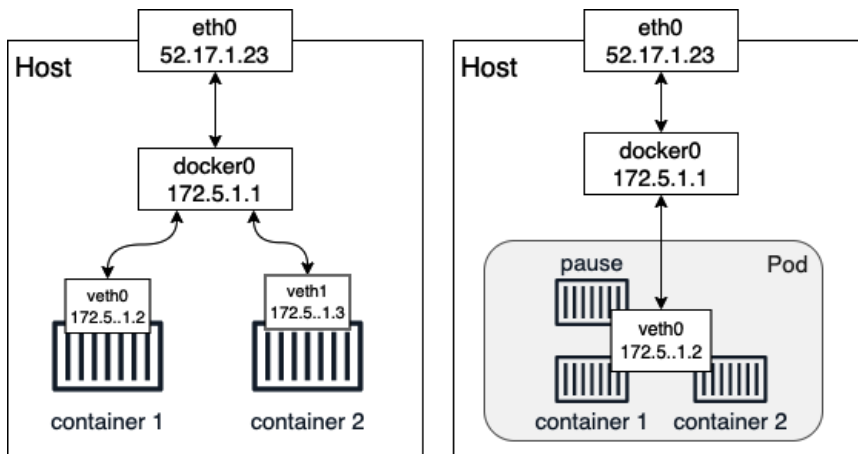 eth0
52.17.1.23
Host
docker0
172.5.1.1
veth0
172.5..1.2
veth1
172.5..1.3
container 1
container 2
eth0
52.17.1.23
Host
docker0
172.5.1.1
pause
Pod
veth0
172.5..1.2
container 1
container 2